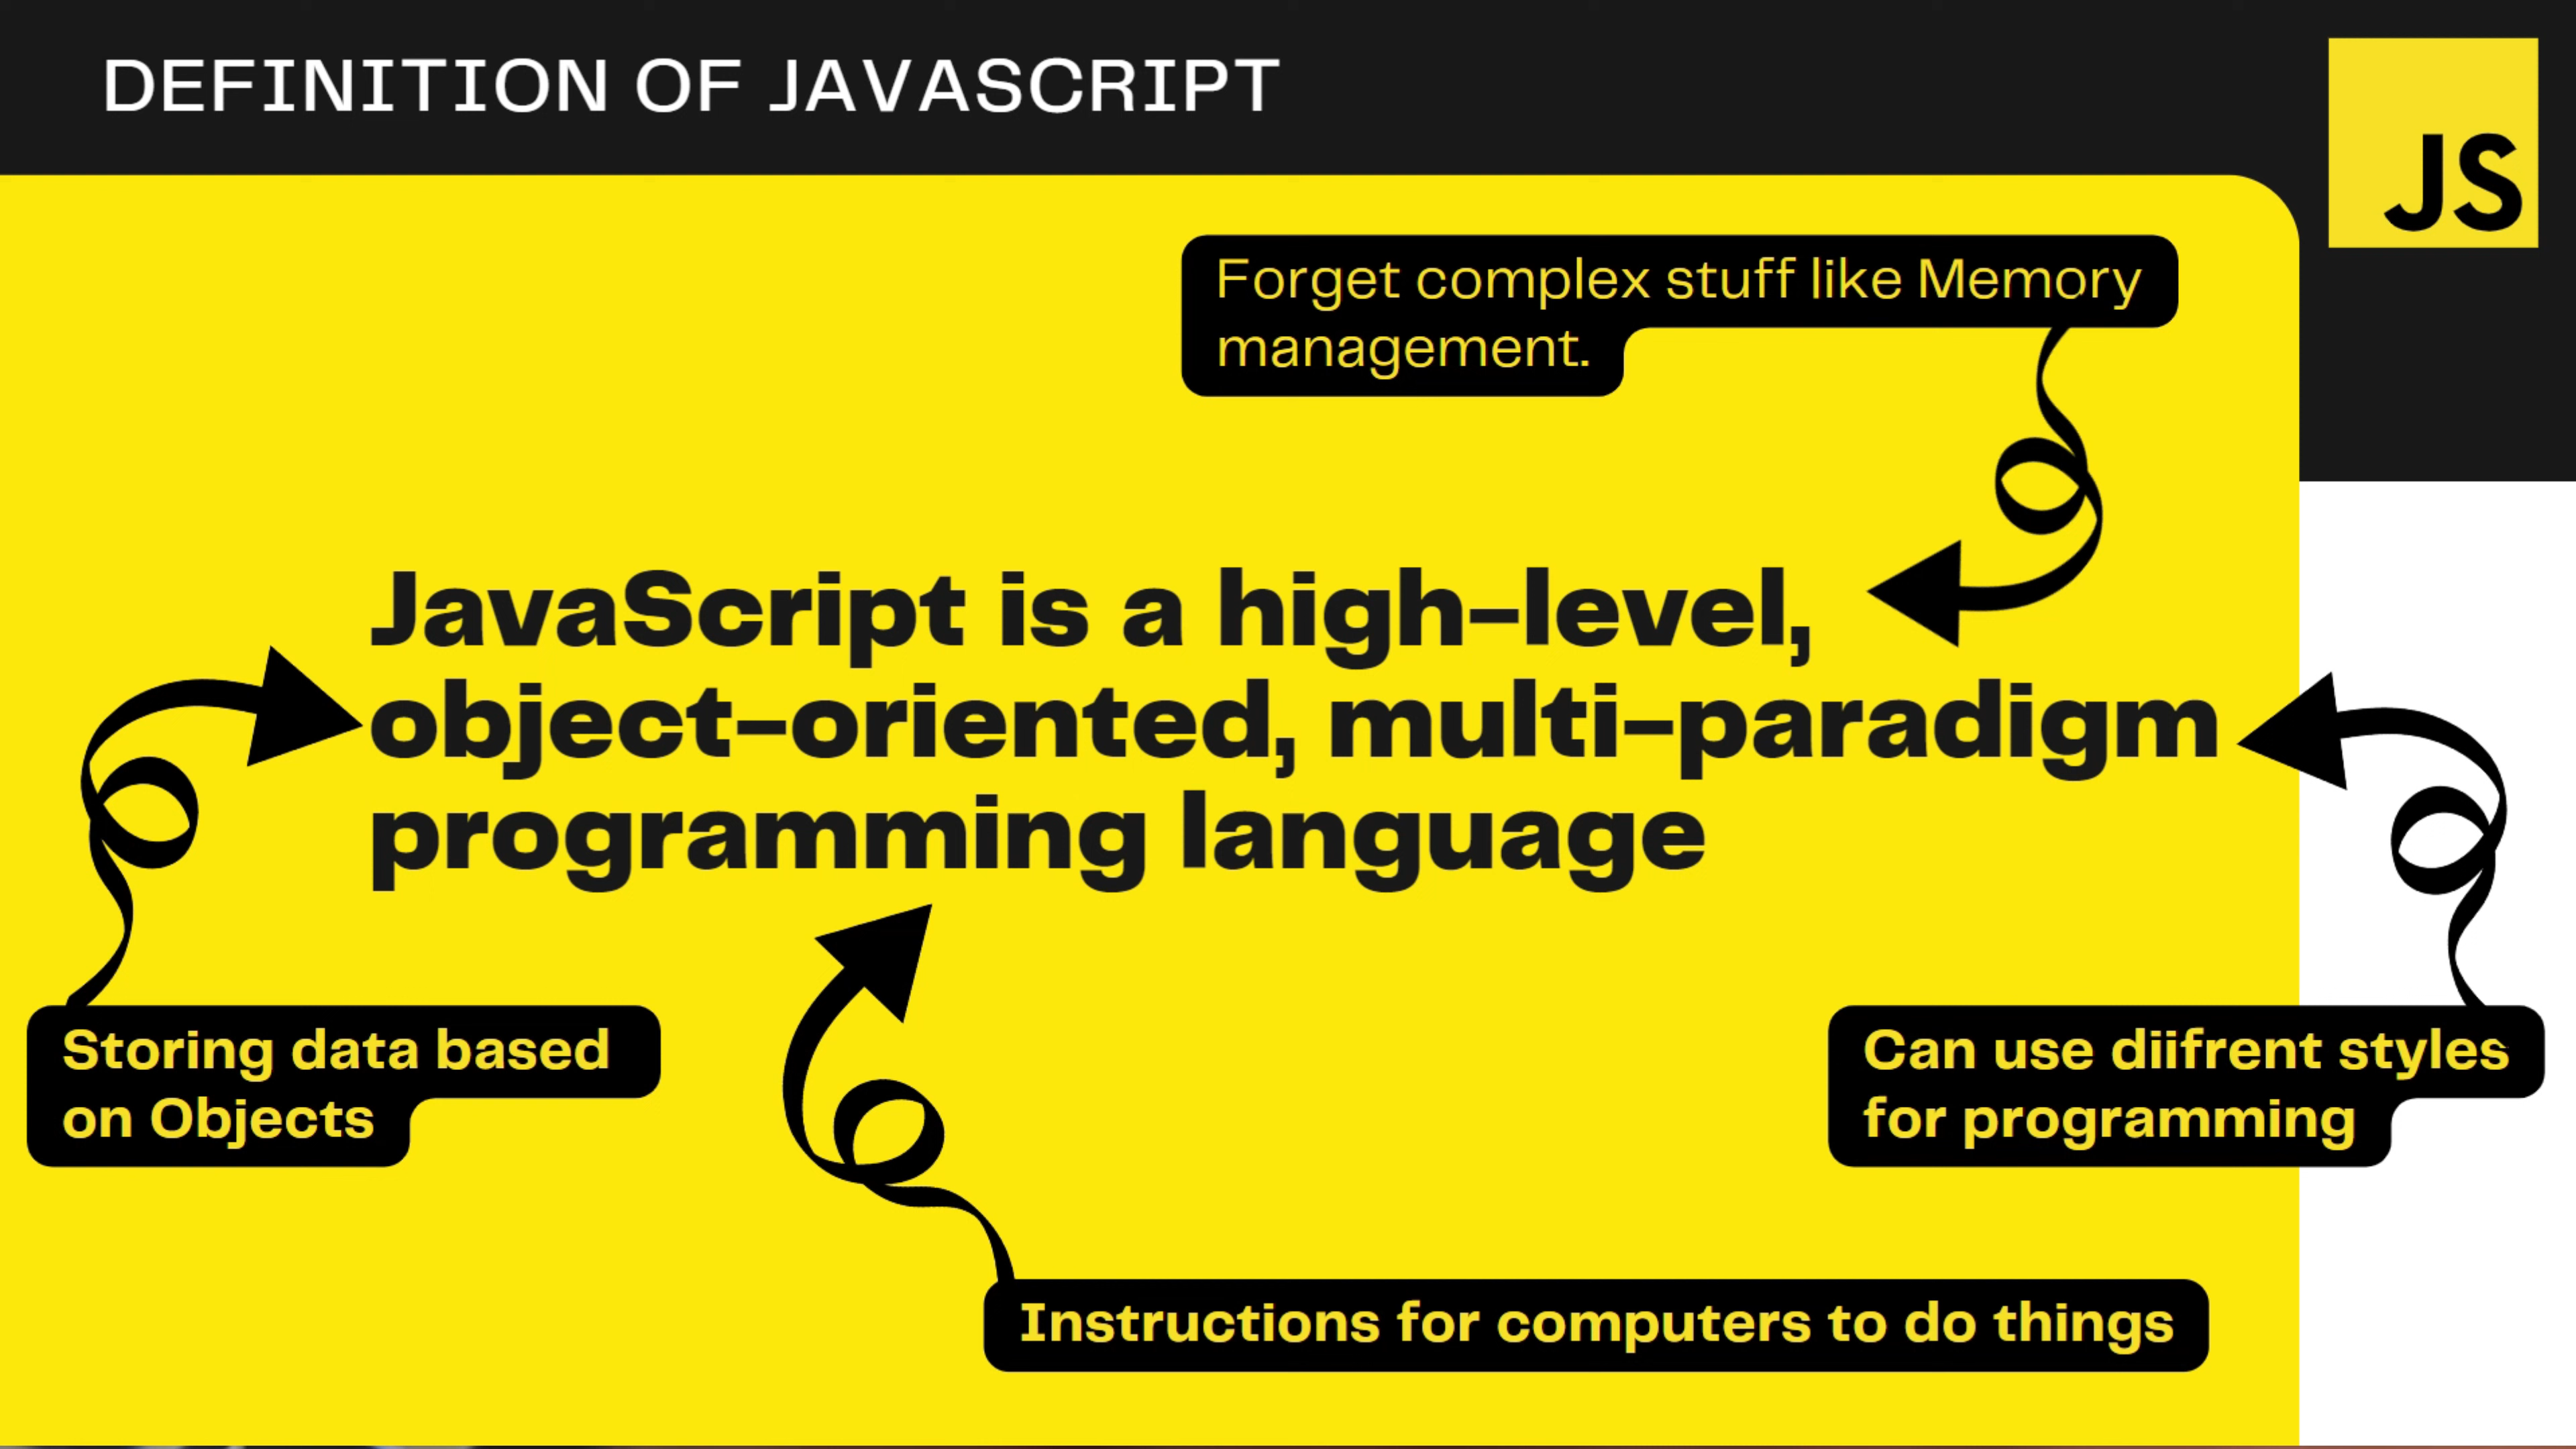 DEFINITION OF JAVASCRIPT
JS
Forget complex stuff like Memory
management.
JavaScript is a high-level,
object-oriented, multi-paradigm
programming language
Storing data based
on Objects
Can use diifrent styles
for programming
Instructions for computers to do things